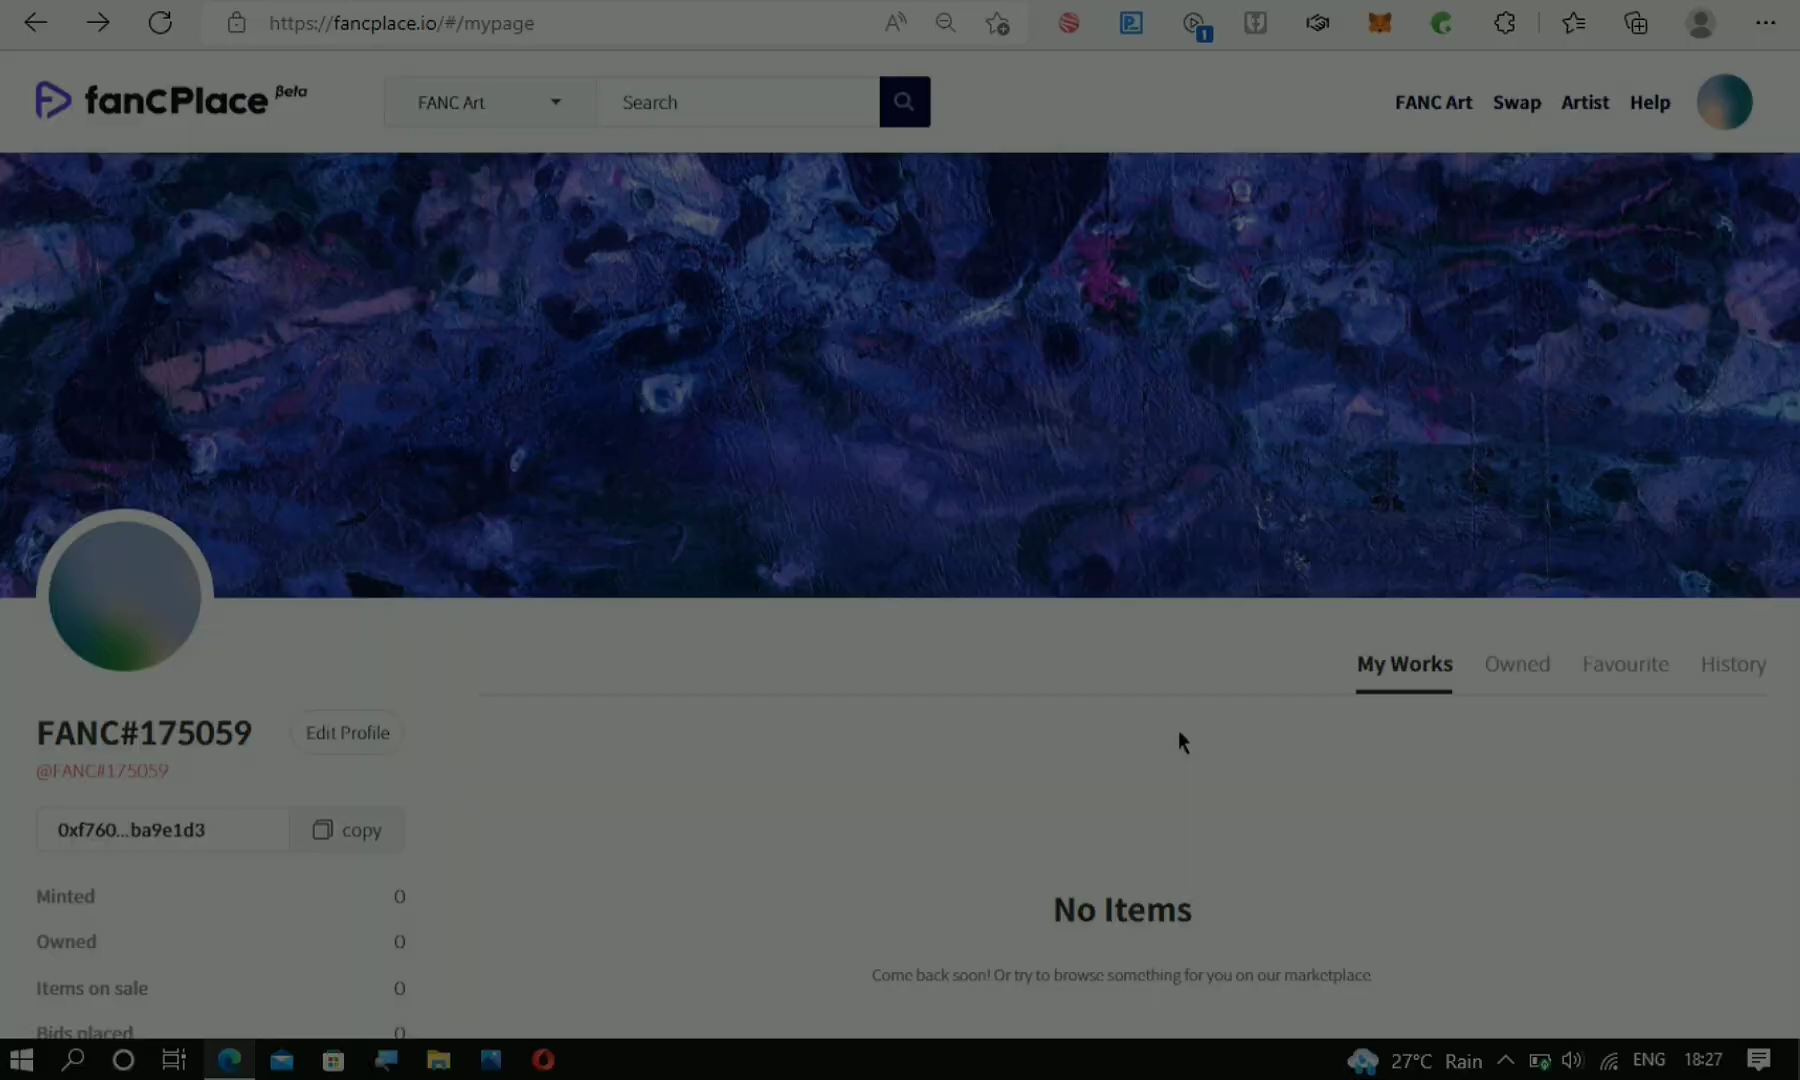 https://fancplace.io/#/mypage
1
fanCPlace βeta
FANC Art
Search
FANC Art Swap Artist Help
My Works Owned Favourite History
FANC#175059
Edit Profile
@FANC#175059
0xf760...ba9e1d3
copy
Minted 0
Owned 0
Items on sale 0
Bids placed 0
No Items
Come back soon! Or try to browse something for you on our marketplace.
27°C Rain ENG 18:27